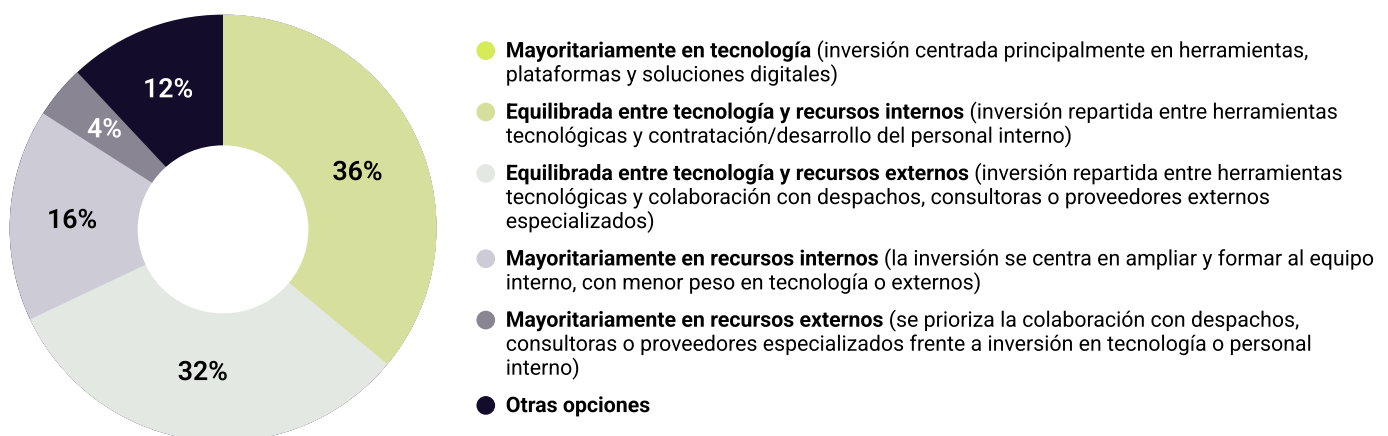 12%
4%
36%
16%
32%
Mayoritariamente en tecnología (inversión centrada principalmente en herramientas,
plataformas y soluciones digitales)
Equilibrada entre tecnología y recursos internos (inversión repartida entre herramientas
tecnológicas y contratación/desarrollo del personal interno)
Equilibrada entre tecnología y recursos externos (inversión repartida entre herramientas
tecnológicas y colaboración con despachos, consultoras o proveedores externos
especializados)
Mayoritariamente en recursos internos (la inversión se centra en ampliar y formar al equipo
interno, con menor peso en tecnología o externos)
Mayoritariamente en recursos externos (se prioriza la colaboración con despachos,
consultoras o proveedores especializados frente a inversión en tecnología o personal
interno)
Otras opciones